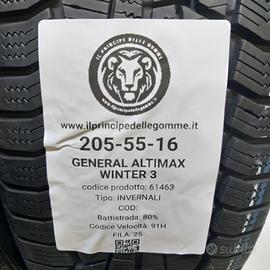 IL PRINCIPE DELLE GOMME
www.ilprincipedellegomme.it
205-55-16
GENERAL ALTIMAX
WINTER 3
codice prodotto: 61463
Tipo: INVERNALI
COD:
Battistrada: 80%
Codice Velocità: 91H
FILA: 25
subito